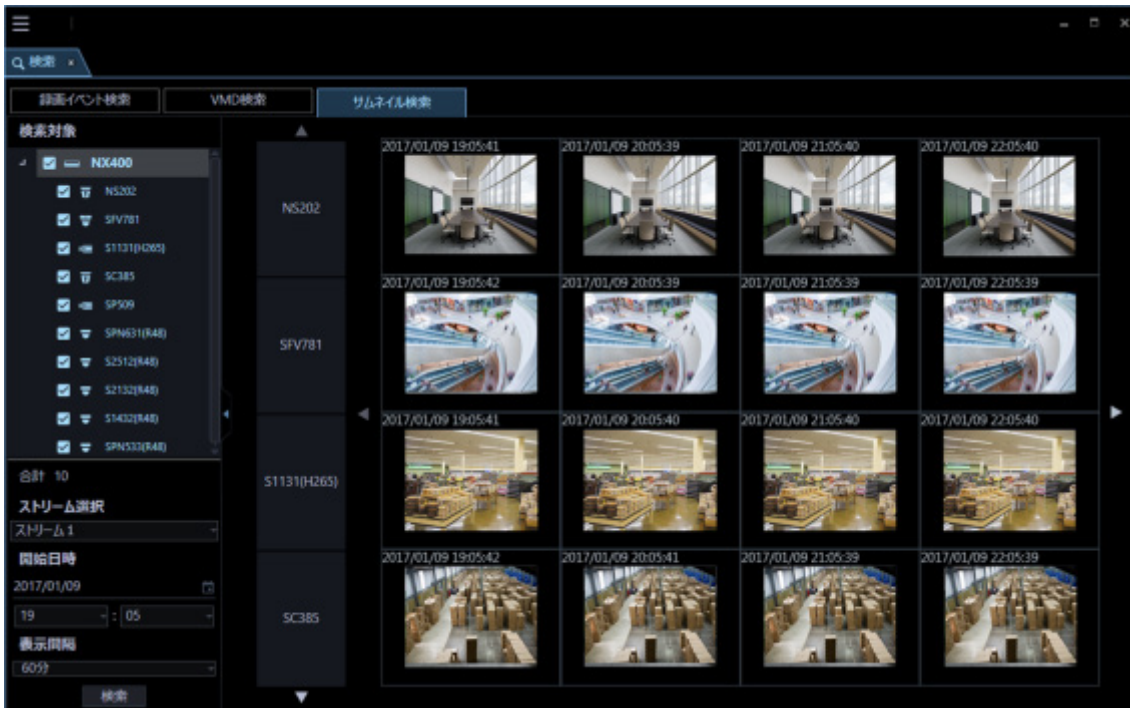 検索
録画イベント検索 VMD検索 サムネイル検索
検索対象
NX400
NS202
SFV781
S1131(H265)
SC385
SP509
SPN631(R48)
S2512(R48)
S2132(R48)
S1432(R48)
SPN533(R48)
合計 10
ストリーム選択
ストリーム 1
開始日時
2017/01/09
19 : 05
表示間隔
60分
検索
NS202
2017/01/09 19:05:41 2017/01/09 20:05:39 2017/01/09 21:05:40 2017/01/09 22:05:40
SFV781
2017/01/09 19:05:42 2017/01/09 20:05:39 2017/01/09 21:05:39 2017/01/09 22:05:39
S1131(H265)
2017/01/09 19:05:41 2017/01/09 20:05:40 2017/01/09 21:05:40 2017/01/09 22:05:40
SC385
2017/01/09 19:05:42 2017/01/09 20:05:41 2017/01/09 21:05:39 2017/01/09 22:05:39